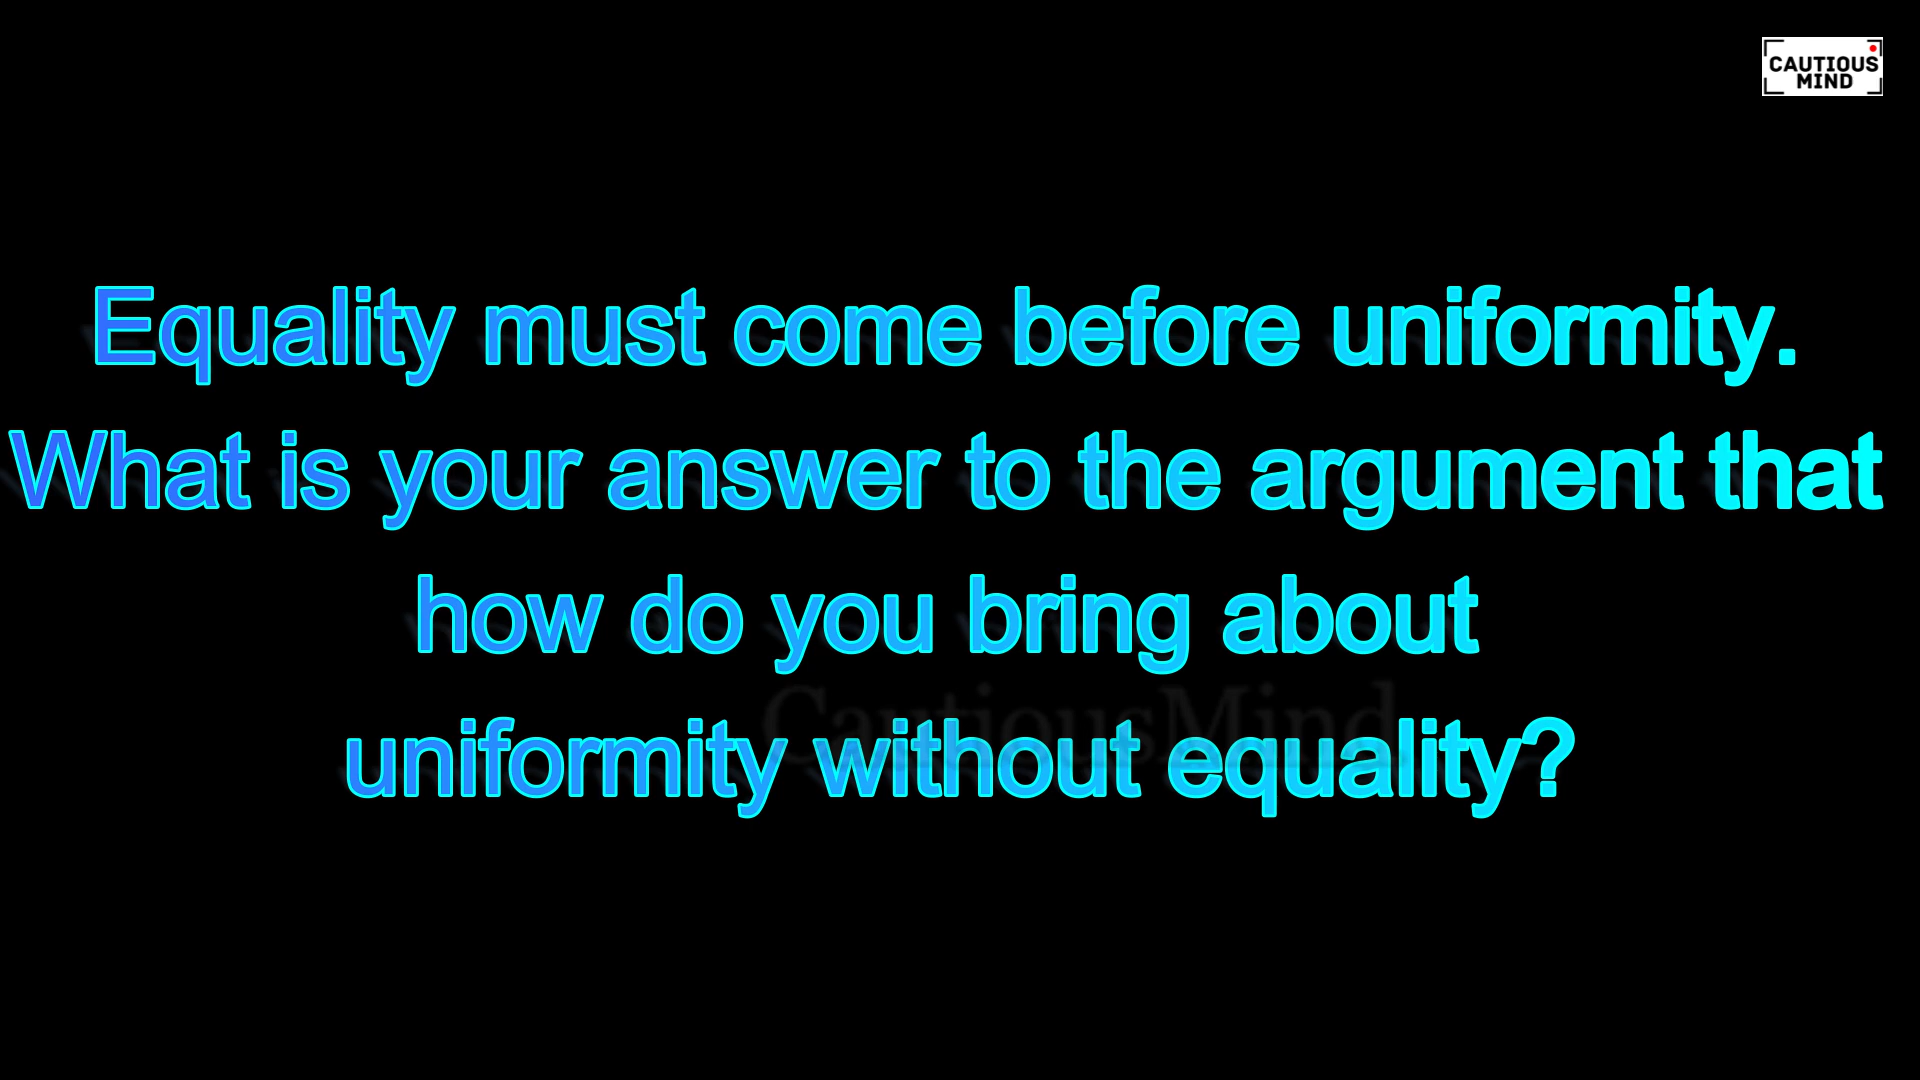 CAUTIOUS
MIND
Equality must come before uniformity.
What is your answer to the argument that
how do you bring about
CautiousMind
uniformity without equality?